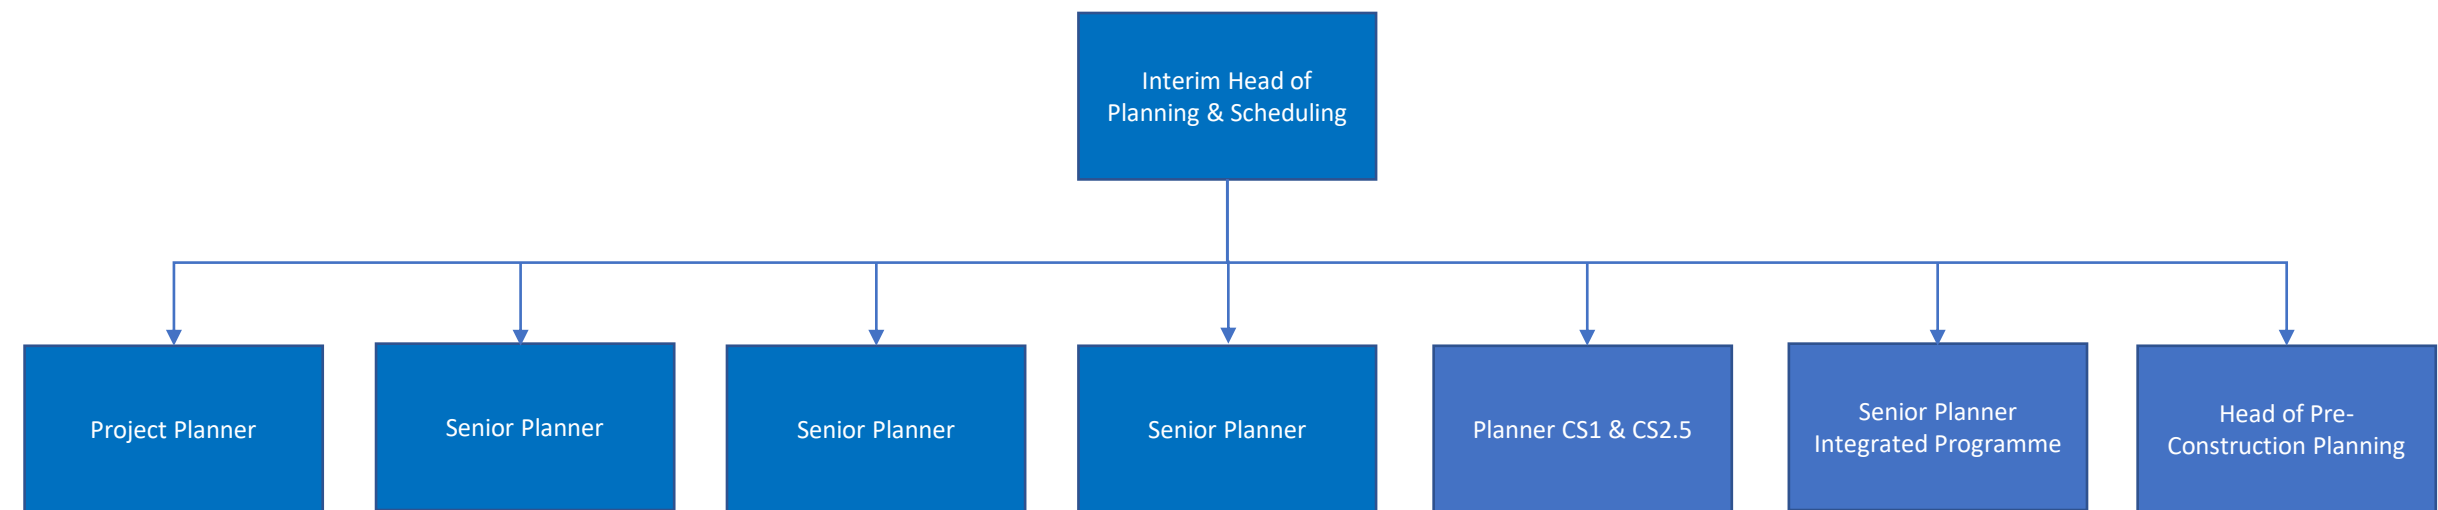 Interim Head of
Planning & Scheduling
Project Planner
Senior Planner
Senior Planner
Senior Planner
Planner CS1 & CS2.5
Senior Planner
Integrated Programme
Head of Pre-
Construction Planning